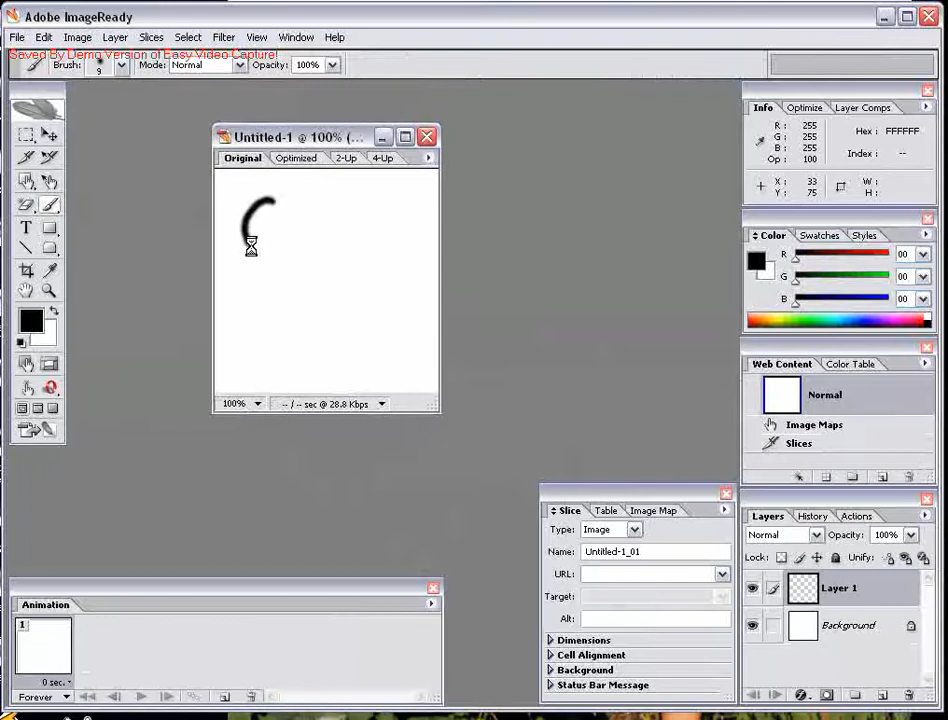 Adobe ImageReady
File Edit Image Layer Slices Select Filter View Window Help
Saved By Demo Version of Easy Video Capture!
Brush: 9 Mode: Normal Opacity: 100%
Untitled-1 @ 100% (...
Original Optimized 2-Up 4-Up
100% -- / -- sec @ 28.8 Kbps
Info Optimize Layer Comps
R : 255 Hex : FFFFFF
G : 255
B : 255 Index : --
Op : 100
X : 33 W :
Y : 75 H :
Color Swatches Styles
R 00
G 00
B 00
Web Content Color Table
Normal
Image Maps
Slices
Slice Table Image Map
Type: Image
Name: Untitled-1_01
URL:
Target:
Alt:
Dimensions
Cell Alignment
Background
Status Bar Message
Layers History Actions
Normal Opacity: 100%
Lock: Unify:
Layer 1
Background
Animation
1
0 sec.
Forever
T